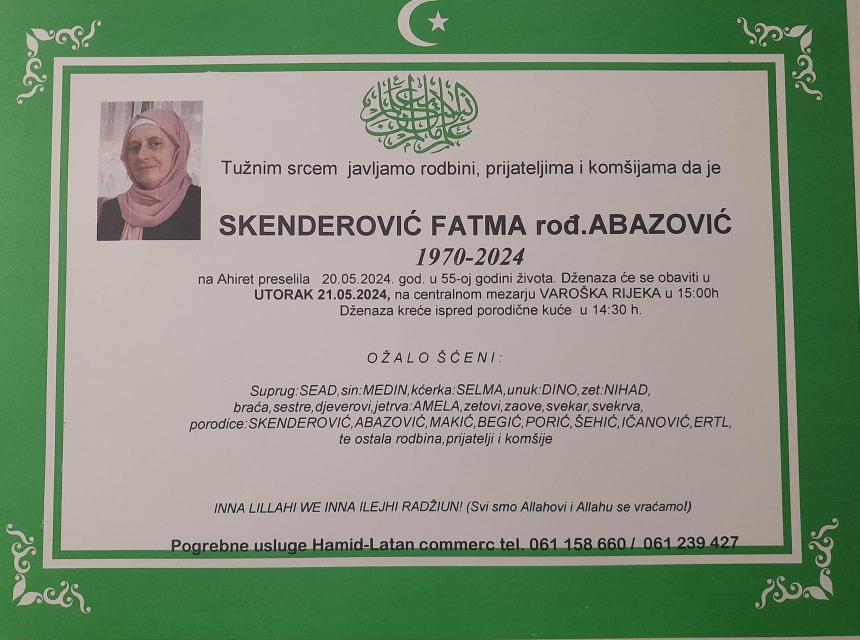 Tužnim srcem javljamo rodbini, prijateljima i komšijama da je
SKENDEROVIĆ FATMA rođ.ABAZOVIĆ
1970-2024
na Ahiret preselila 20.05.2024. god. u 55-oj godini života. Dženaza će se obaviti u
UTORAK 21.05.2024, na centralnom mezarju VAROŠKA RIJEKA u 15:00h
Dženaza kreće ispred porodične kuće u 14:30 h.
OŽALO ŠĆENI:
Suprug:SEAD,sin:MEDIN,kćerka:SELMA,unuk:DINO,zet:NIHAD,
braća,sestre,djeverovi,jetrva:AMELA,zetovi,zaove,svekar,svekrva,
porodice:SKENDEROVIĆ,ABAZOVIĆ,MAKIĆ,BEGIĆ,PORIĆ,ŠEHIĆ,IČANOVIĆ,ERTL,
te ostala rodbina,prijatelji i komšije
INNA LILLAHI WE INNA ILEJHI RADŽIUN! (Svi smo Allahovi i Allahu se vraćamo!)
Pogrebne usluge Hamid-Latan commerc tel. 061 158 660 / 061 239 427